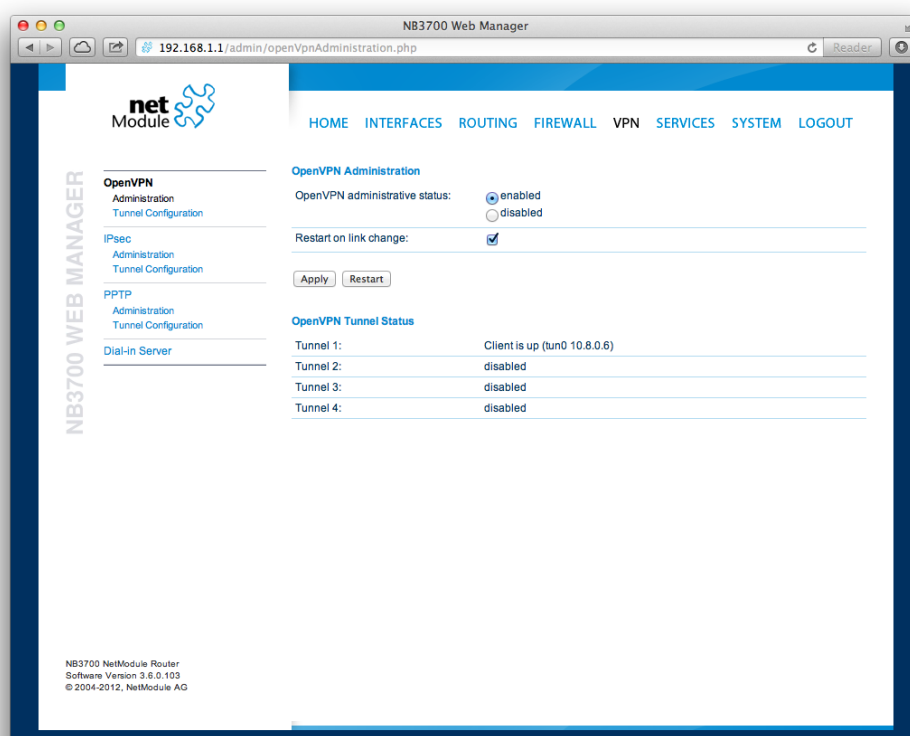 NB3700 Web Manager
192.168.1.1/admin/openVpnAdministration.php
Reader
net
Module
HOME INTERFACES ROUTING FIREWALL VPN SERVICES SYSTEM LOGOUT
NB3700 WEB MANAGER
OpenVPN
Administration
Tunnel Configuration
IPsec
Administration
Tunnel Configuration
PPTP
Administration
Tunnel Configuration
Dial-in Server
OpenVPN Administration
OpenVPN administrative status: enabled
disabled
Restart on link change:
Apply Restart
OpenVPN Tunnel Status
Tunnel 1: Client is up (tun0 10.8.0.6)
Tunnel 2: disabled
Tunnel 3: disabled
Tunnel 4: disabled
NB3700 NetModule Router
Software Version 3.6.0.103
© 2004-2012, NetModule AG